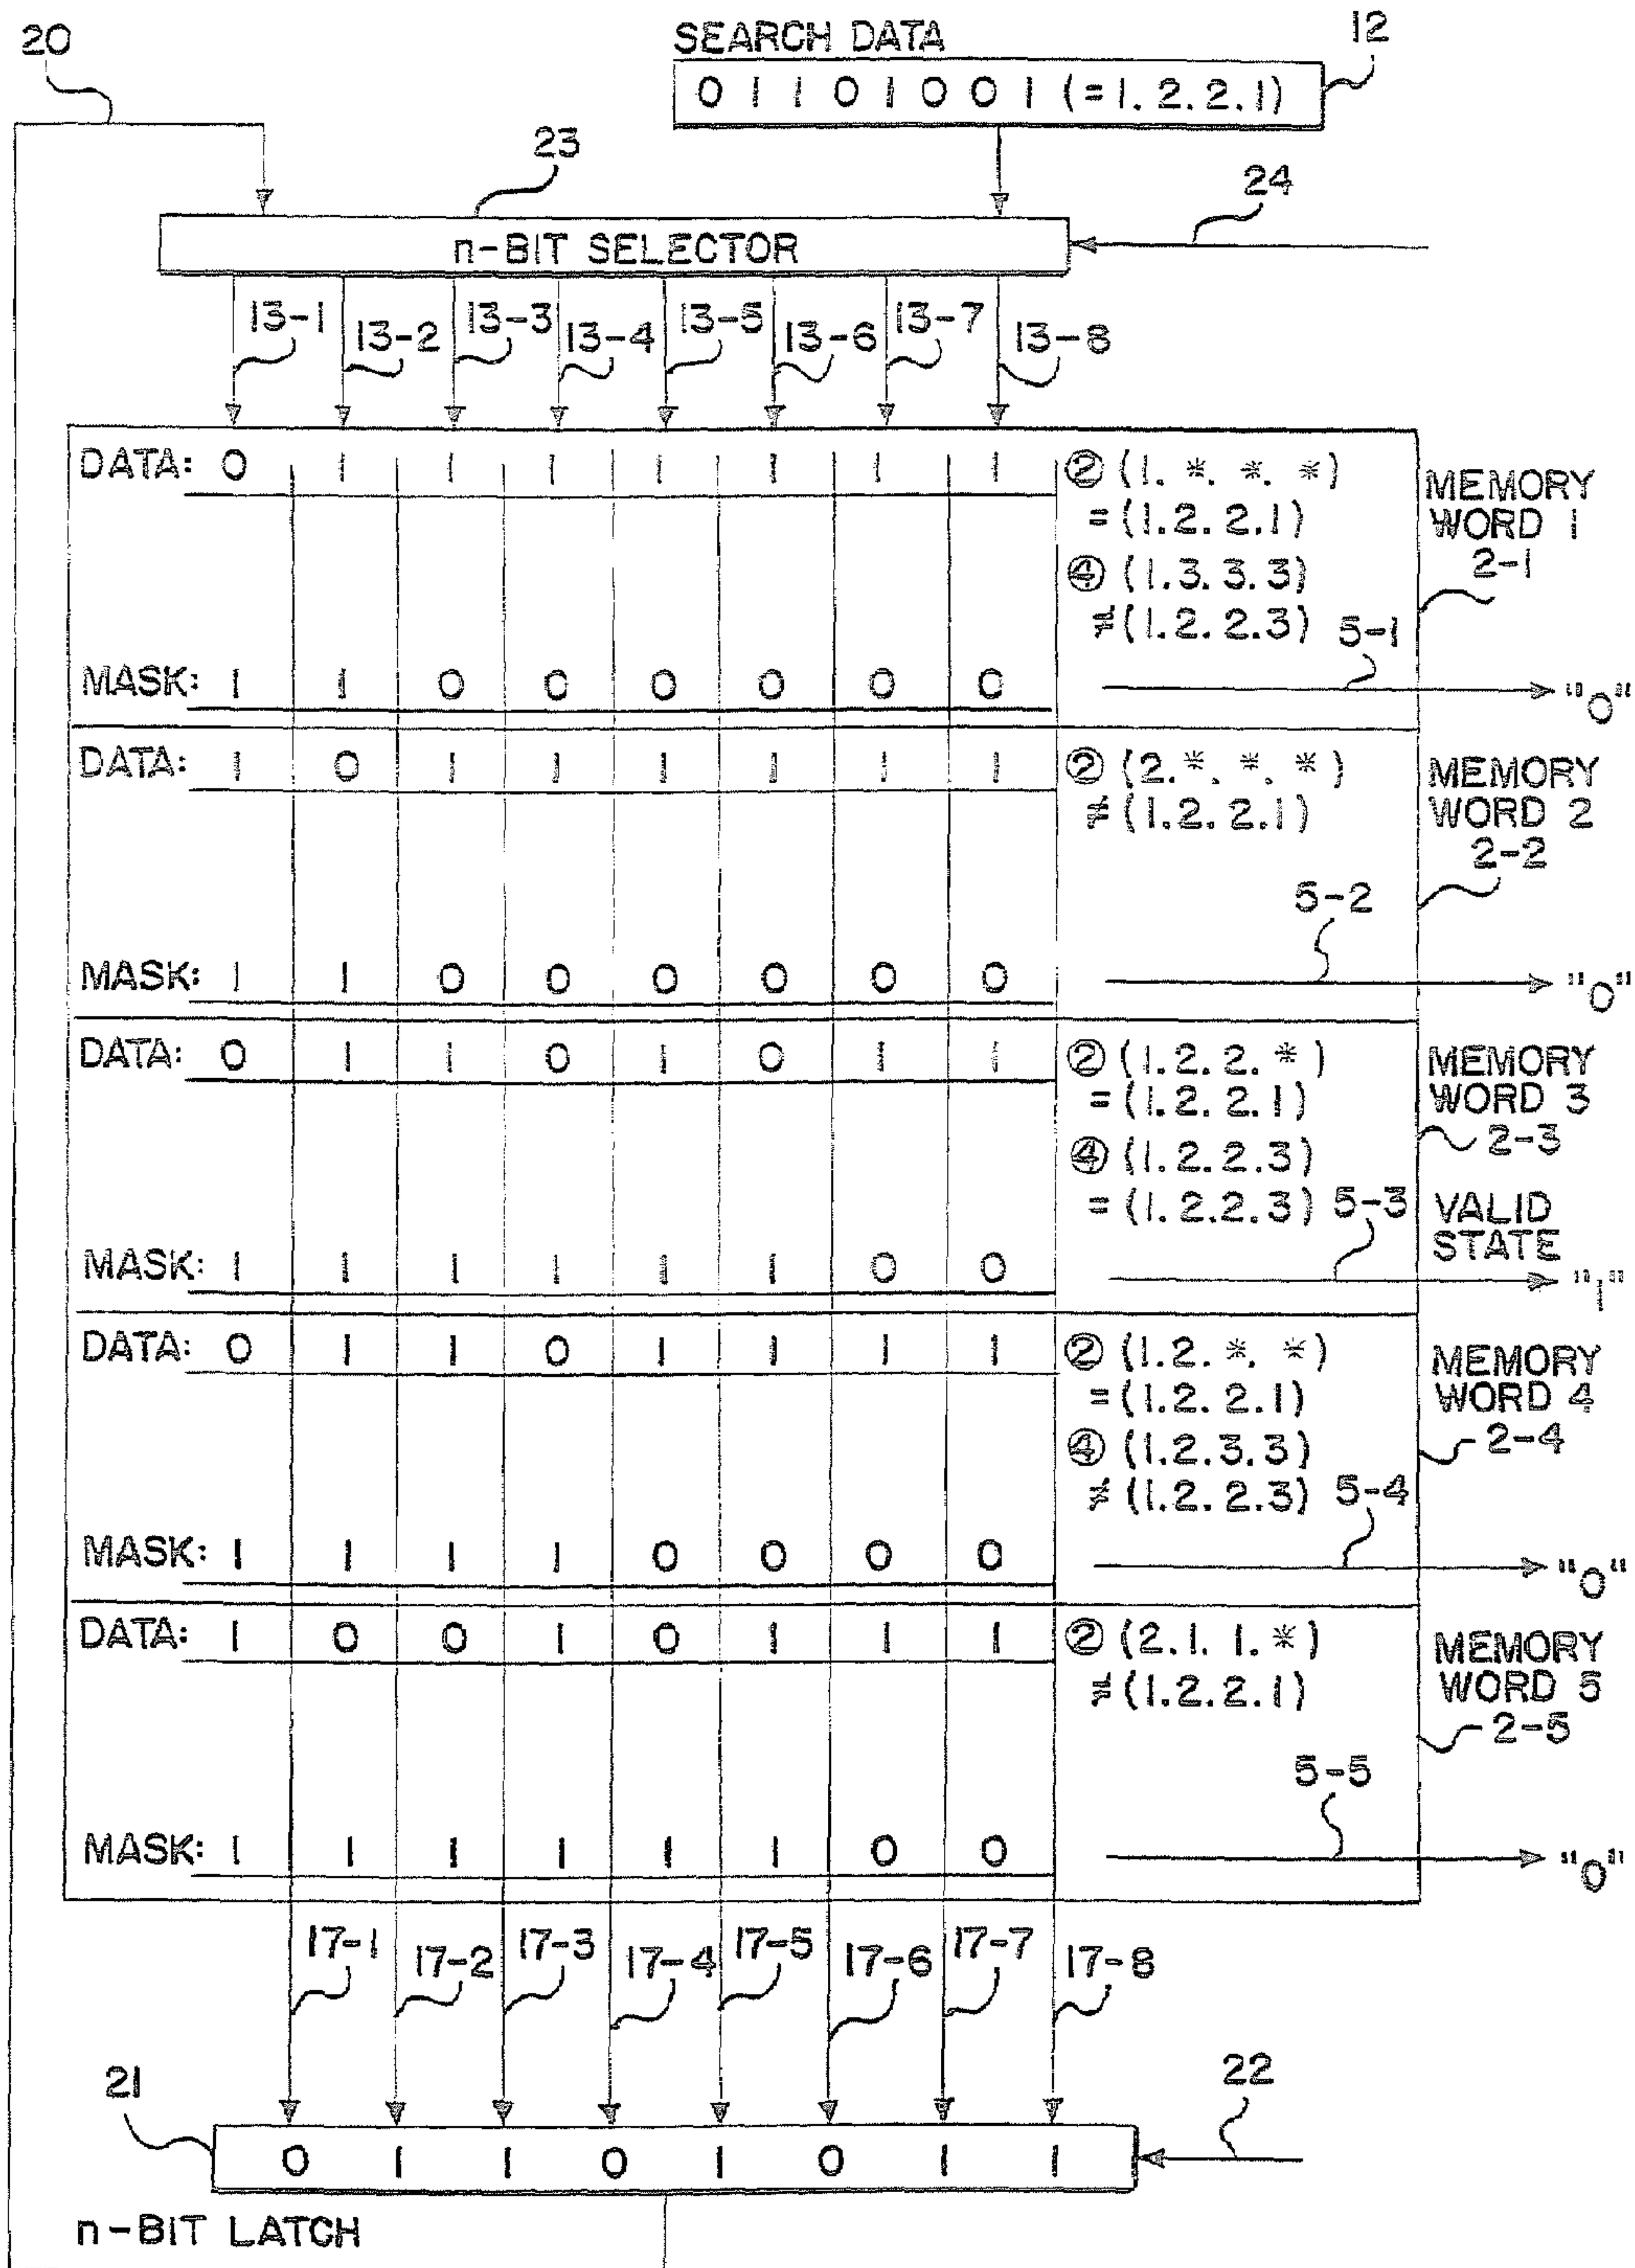 20
SEARCH DATA
12
0 1 1 0 1 0 0 1 (=1.2.2.1)
23
24
n-BIT SELECTOR
13-1 13-2 13-3 13-4 13-5 13-6 13-7 13-8
DATA: 0 1 1 1 1 1 1 1
② (1. *. *. *)
= (1.2.2.1)
④ (1.3.3.3)
≠ (1.2.2.3)
5-1
MEMORY
WORD 1
2-1
MASK: 1 1 0 0 0 0 0 0
"0"
DATA: 1 0 1 1 1 1 1 1
② (2. *. *. *)
≠ (1.2.2.1)
MEMORY
WORD 2
2-2
5-2
MASK: 1 1 0 0 0 0 0 0
"0"
DATA: 0 1 1 0 1 0 1 1
② (1.2.2. *)
= (1.2.2.1)
④ (1.2.2.3)
= (1.2.2.3)
5-3
MEMORY
WORD 3
2-3
VALID
STATE
MASK: 1 1 1 1 1 1 0 0
"1"
DATA: 0 1 1 0 1 1 1 1
② (1.2. *. *)
= (1.2.2.1)
④ (1.2.3.3)
≠ (1.2.2.3)
5-4
MEMORY
WORD 4
2-4
MASK: 1 1 1 1 0 0 0 0
"0"
DATA: 1 0 0 1 0 1 1 1
② (2.1.1. *)
≠ (1.2.2.1)
MEMORY
WORD 5
2-5
5-5
MASK: 1 1 1 1 1 1 0 0
"0"
17-1 17-2 17-3 17-4 17-5 17-6 17-7 17-8
21
22
0 1 1 0 1 0 1 1
n-BIT LATCH